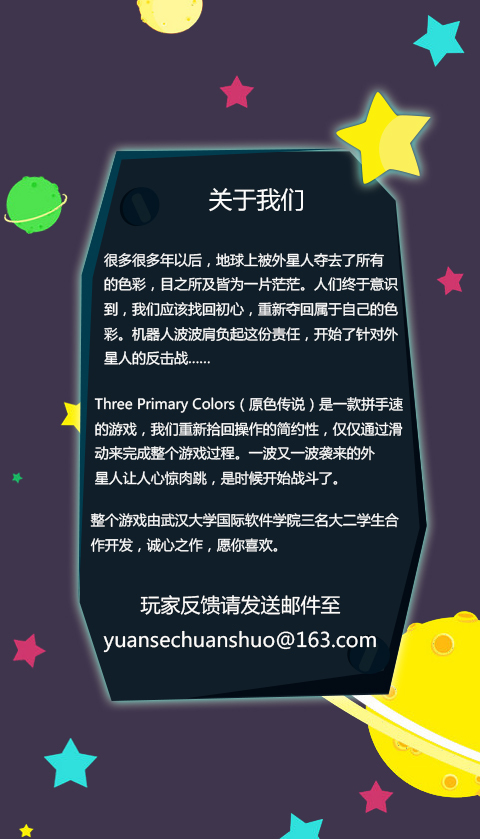 关于我们
很多很多年以后，地球上被外星人夺去了所有
的色彩，目之所及皆为一片茫茫。人们终于意识
到，我们应该找回初心，重新夺回属于自己的色
彩。机器人波波肩负起这份责任，开始了针对外
星人的反击战......
Three Primary Colors（原色传说）是一款拼手速
的游戏，我们重新拾回操作的简约性，仅仅通过滑
动来完成整个游戏过程。一波又一波袭来的外
星人让人心惊肉跳，是时候开始战斗了。
整个游戏由武汉大学国际软件学院三名大二学生合
作开发，诚心之作，愿你喜欢。
玩家反馈请发送邮件至
yuansechuanshuo@163.com